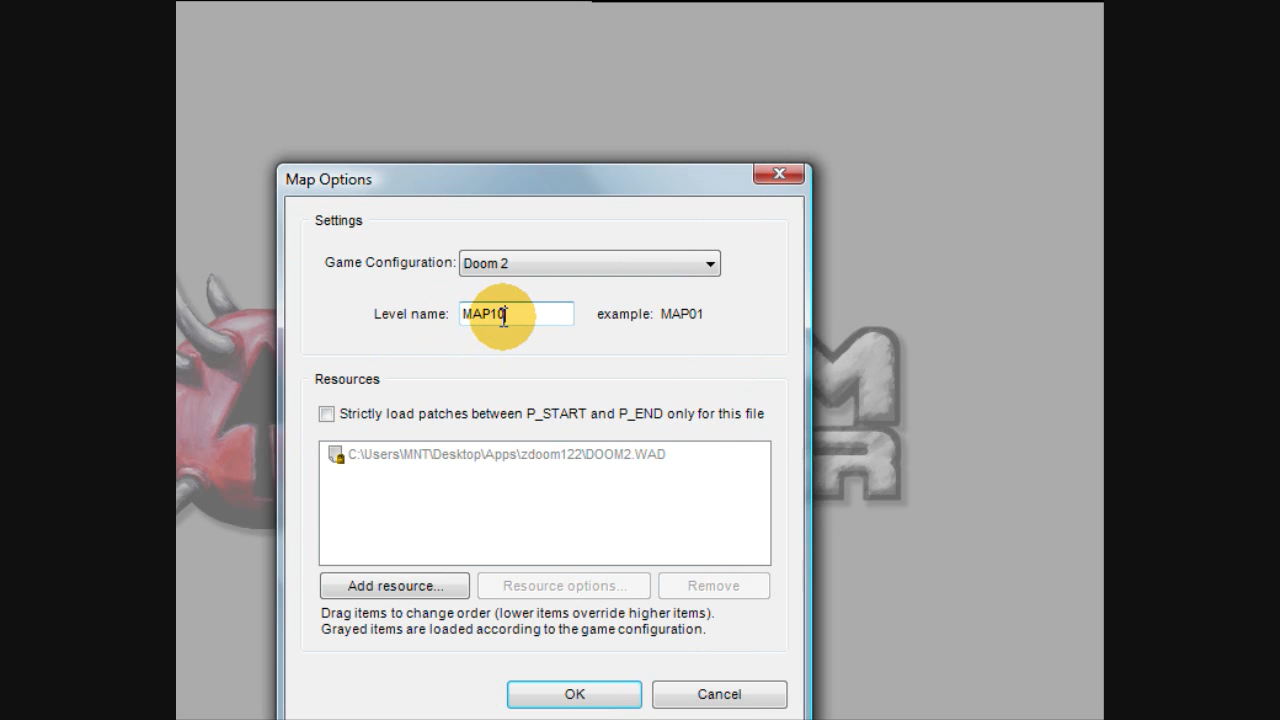 Map Options
Settings
Game Configuration: Doom 2
Level name: MAP10 example: MAP01
Resources
Strictly load patches between P_START and P_END only for this file
C:\Users\MNT\Desktop\Apps\zdoom122\DOOM2.WAD
Add resource... Resource options... Remove
Drag items to change order (lower items override higher items).
Grayed items are loaded according to the game configuration.
OK Cancel